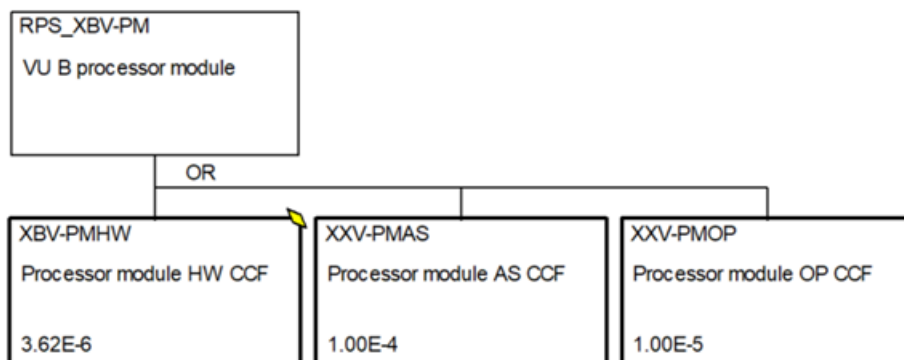 RPS_XBV-PM
VU B processor module
OR
XBV-PMHW
Processor module HW CCF
3.62E-6
XXV-PMAS
Processor module AS CCF
1.00E-4
XXV-PMOP
Processor module OP CCF
1.00E-5